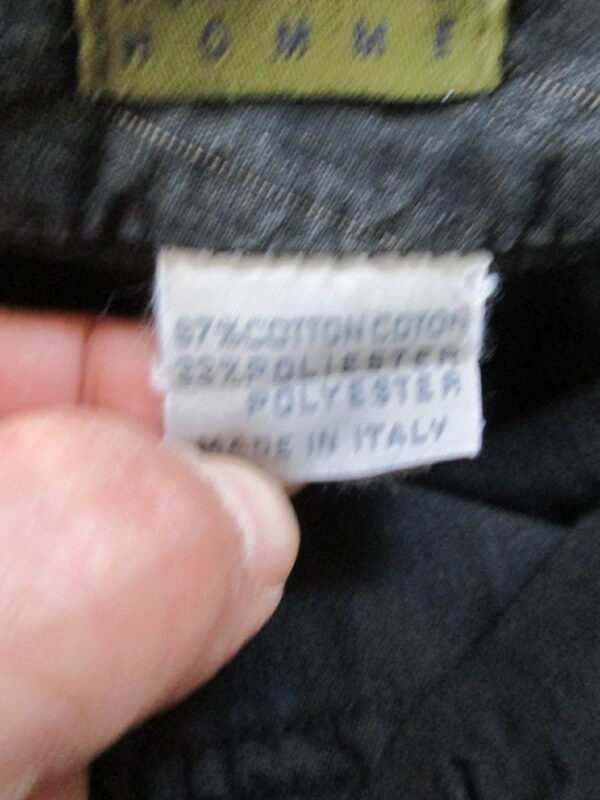 HOMME
67%COTTON COTON
33%POLIESTER
POLYESTER
MADE IN ITALY